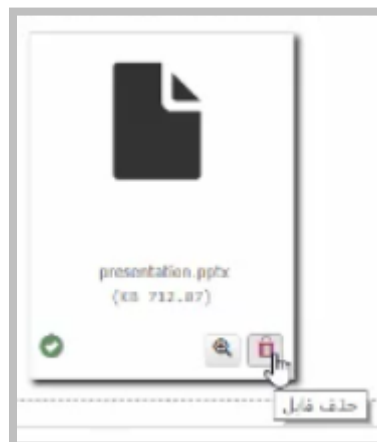 presentation.pptx
(KB 712.87)
حذف فایل